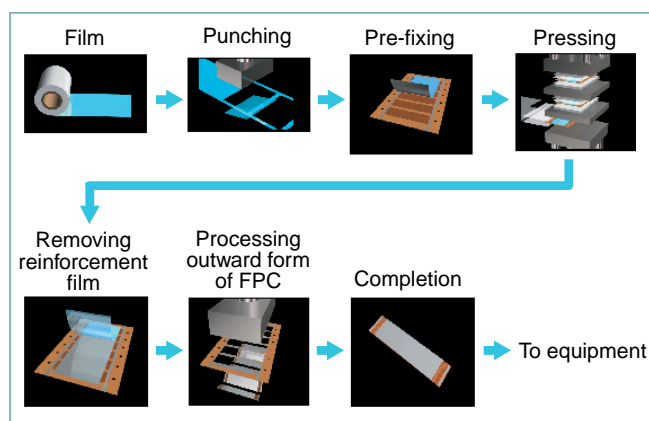 Film
Punching
Pre-fixing
Pressing
Removing
reinforcement
film
Processing
outward form
of FPC
Completion
To equipment